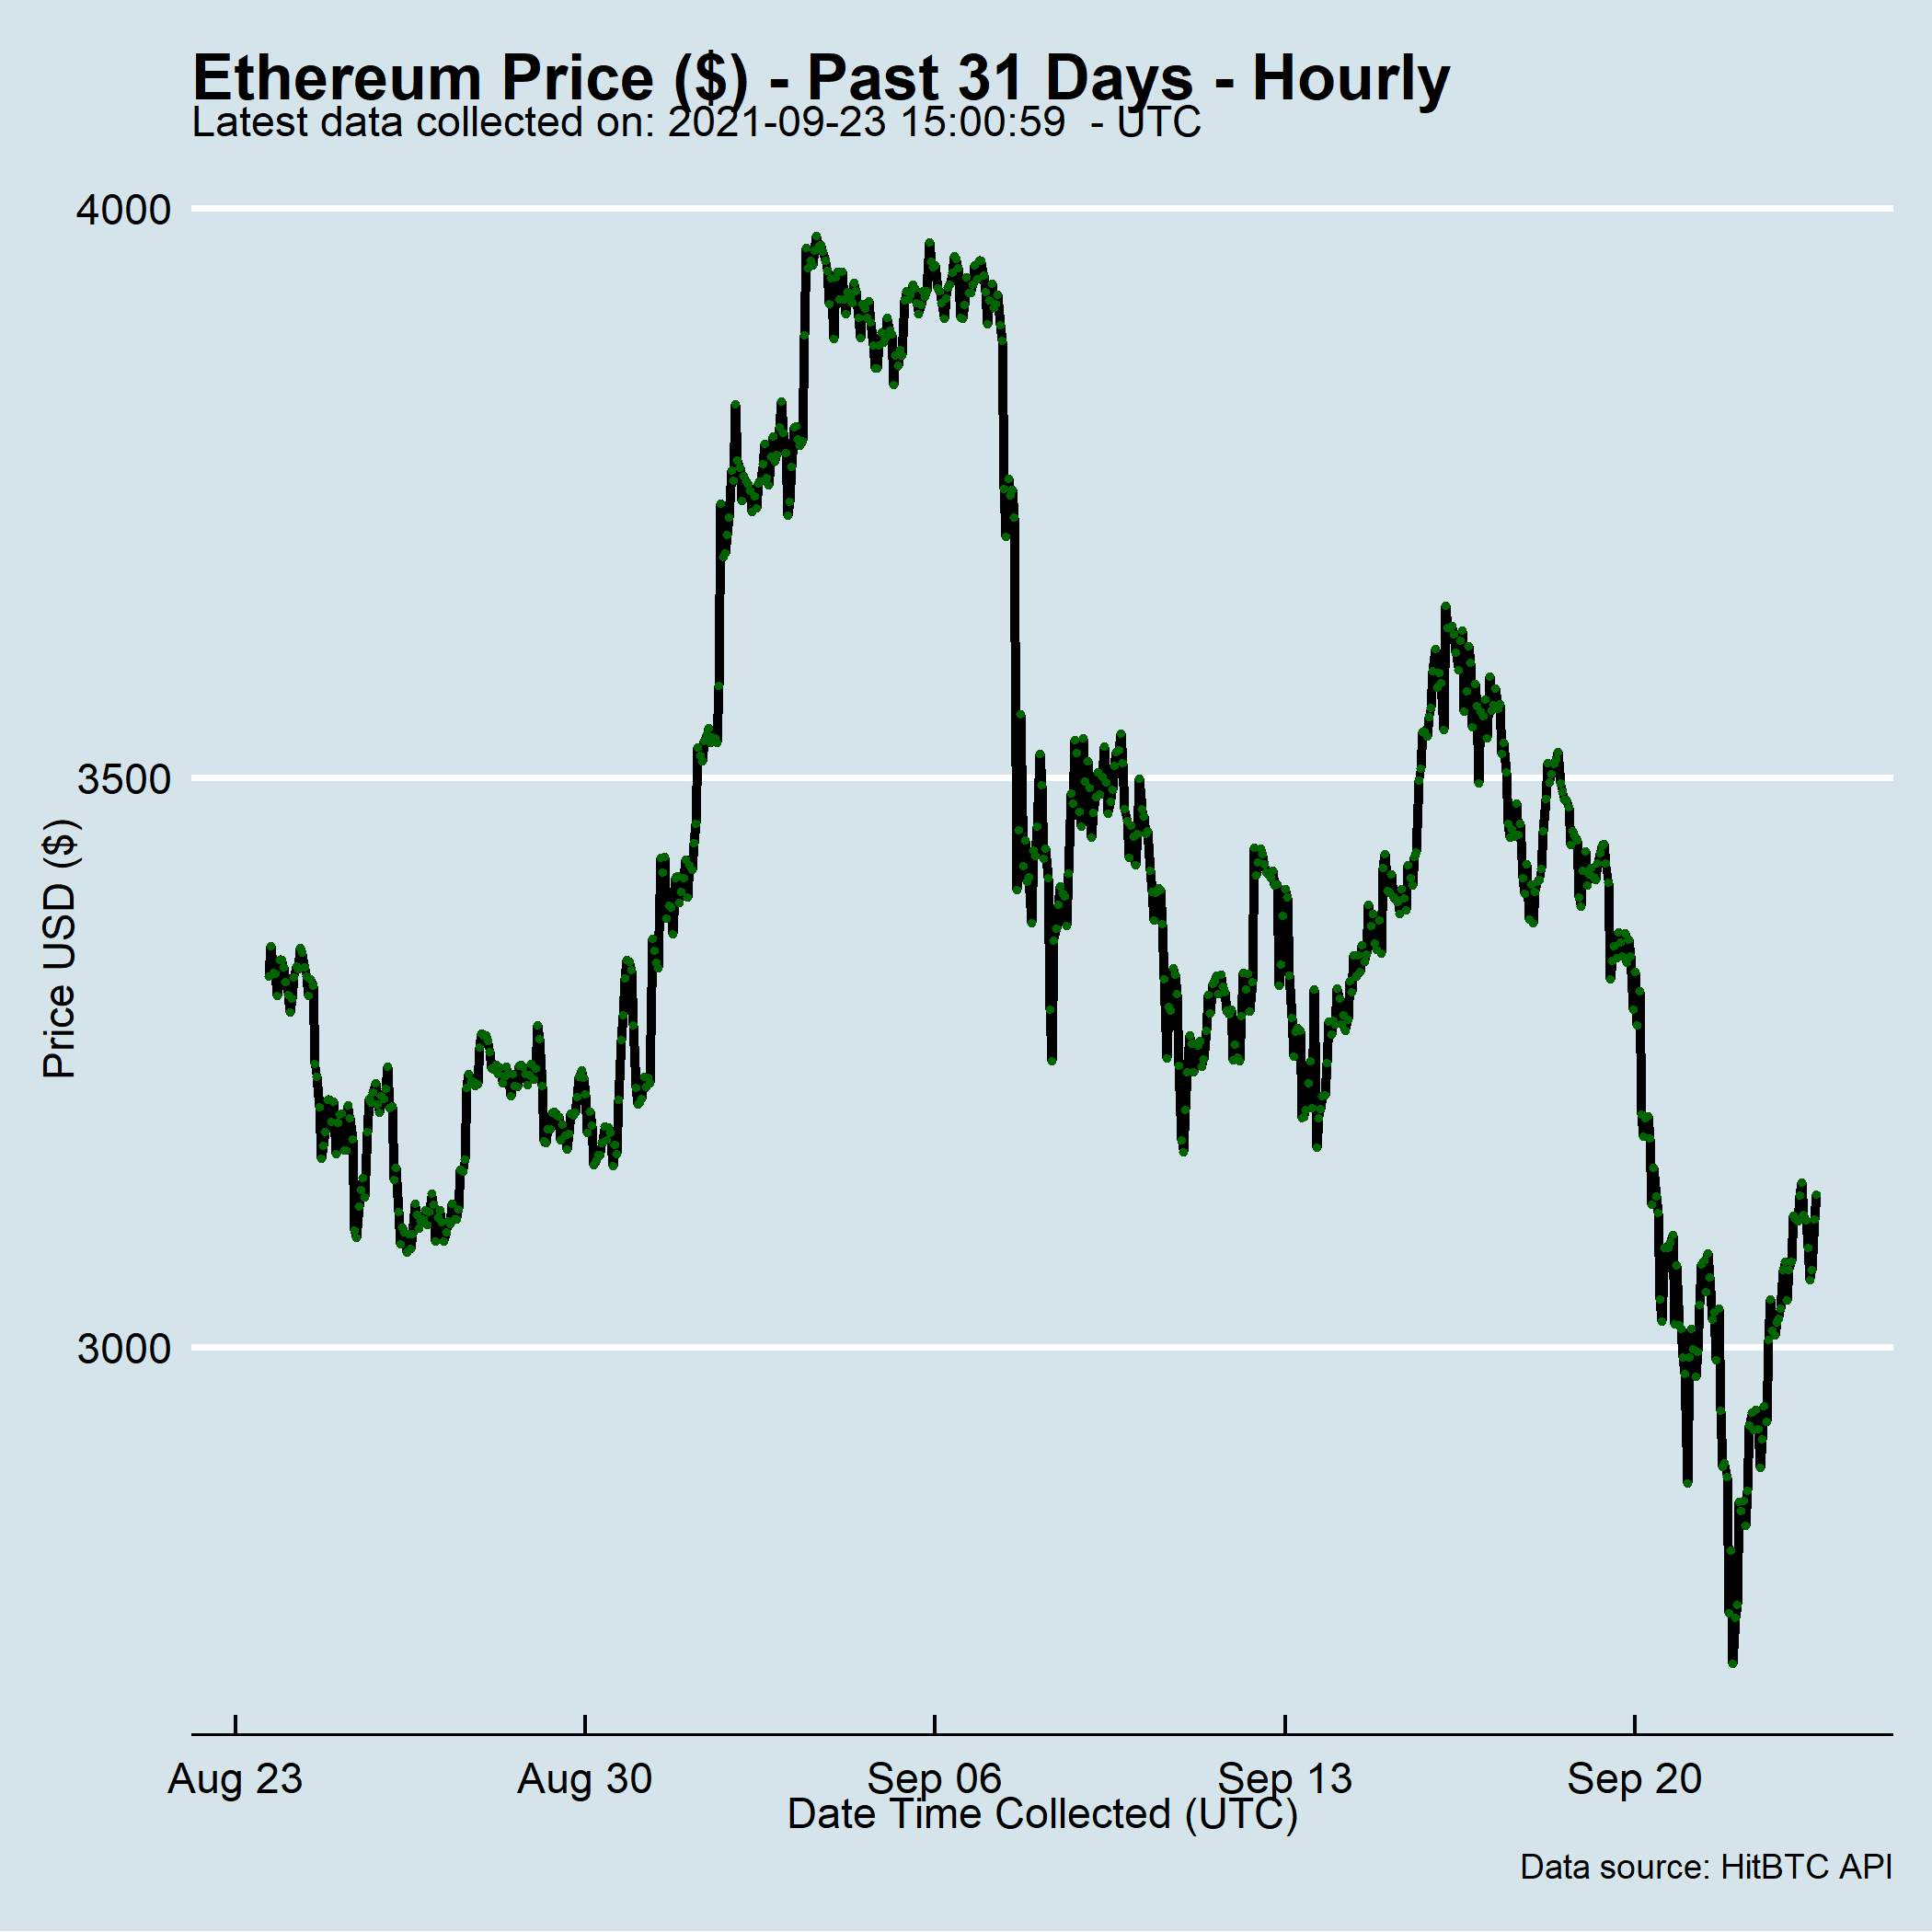 Ethereum Price ($) - Past 31 Days - Hourly
Latest data collected on: 2021-09-23 15:00:59  - UTC
4000
3500
3000
Price USD ($)
Aug 23 Aug 30 Sep 06 Sep 13 Sep 20
Date Time Collected (UTC)
Data source: HitBTC API